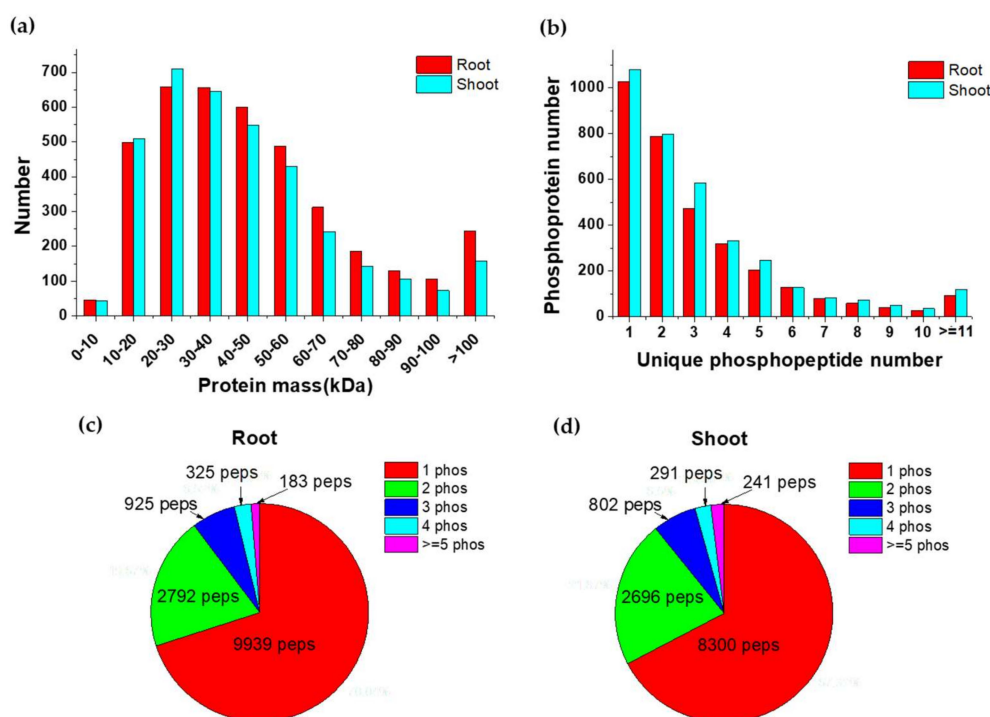 (a)
Number
700
600
500
400
300
200
100
0
Root
Shoot
0-10
10-20
20-30
30-40
40-50
50-60
60-70
70-80
80-90
90-100
>100
Protein mass(kDa)
(b)
Phosphoprotein number
1000
800
600
400
200
0
Root
Shoot
1
2
3
4
5
6
7
8
9
10
>=11
Unique phosphopeptide number
(c)
Root
325 peps
183 peps
925 peps
2792 peps
9939 peps
1 phos
2 phos
3 phos
4 phos
>=5 phos
(d)
Shoot
291 peps
241 peps
802 peps
2696 peps
8300 peps
1 phos
2 phos
3 phos
4 phos
>=5 phos